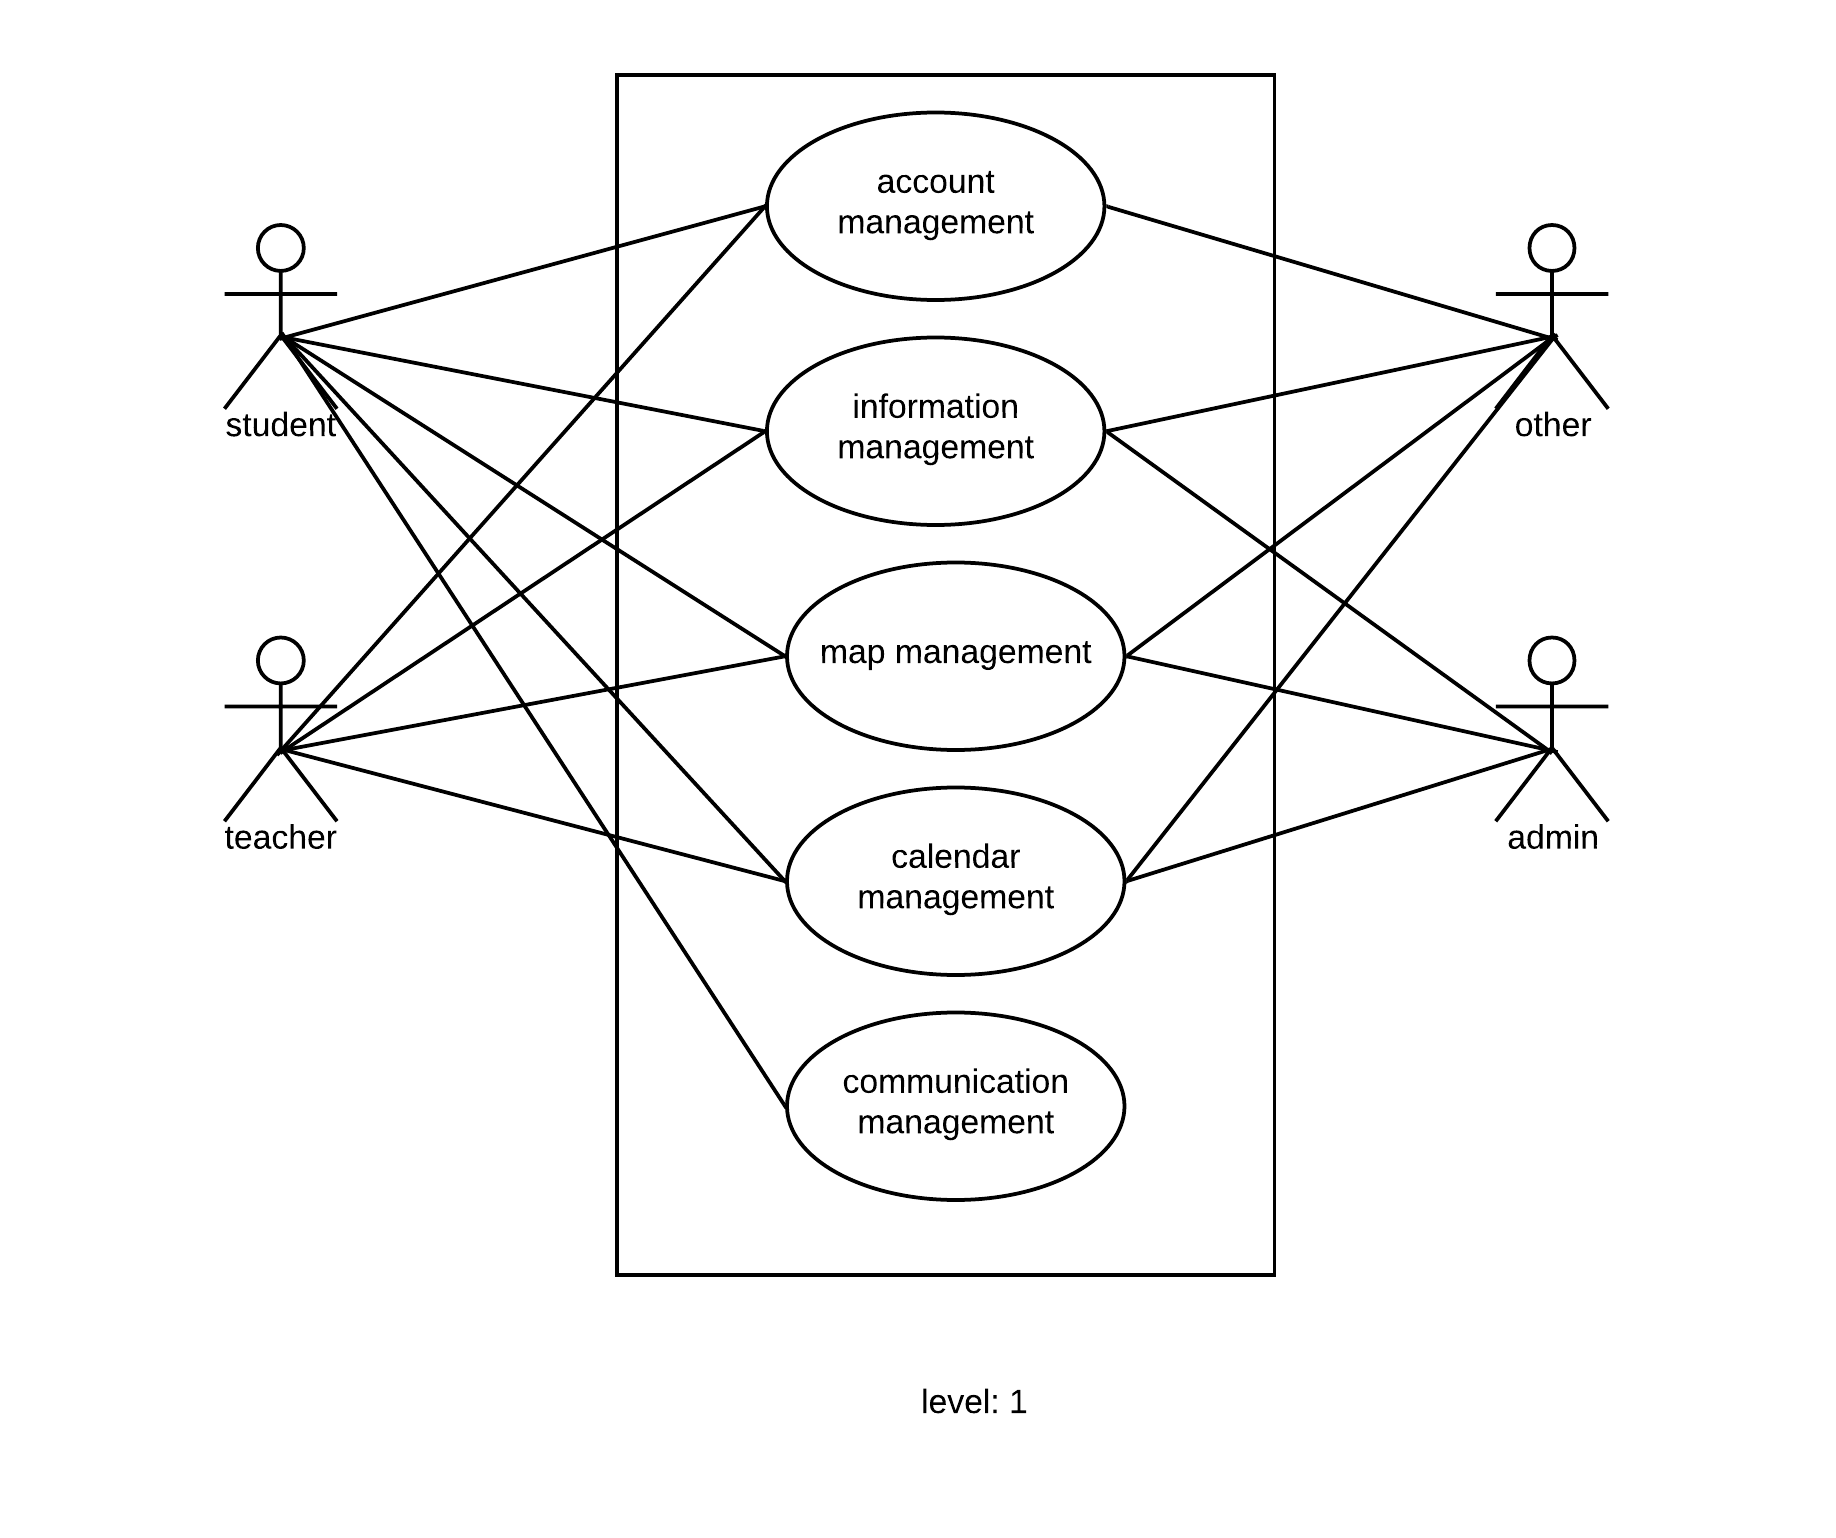 account
management
student
other
information
management
map management
teacher
admin
calendar
management
communication
management
level: 1